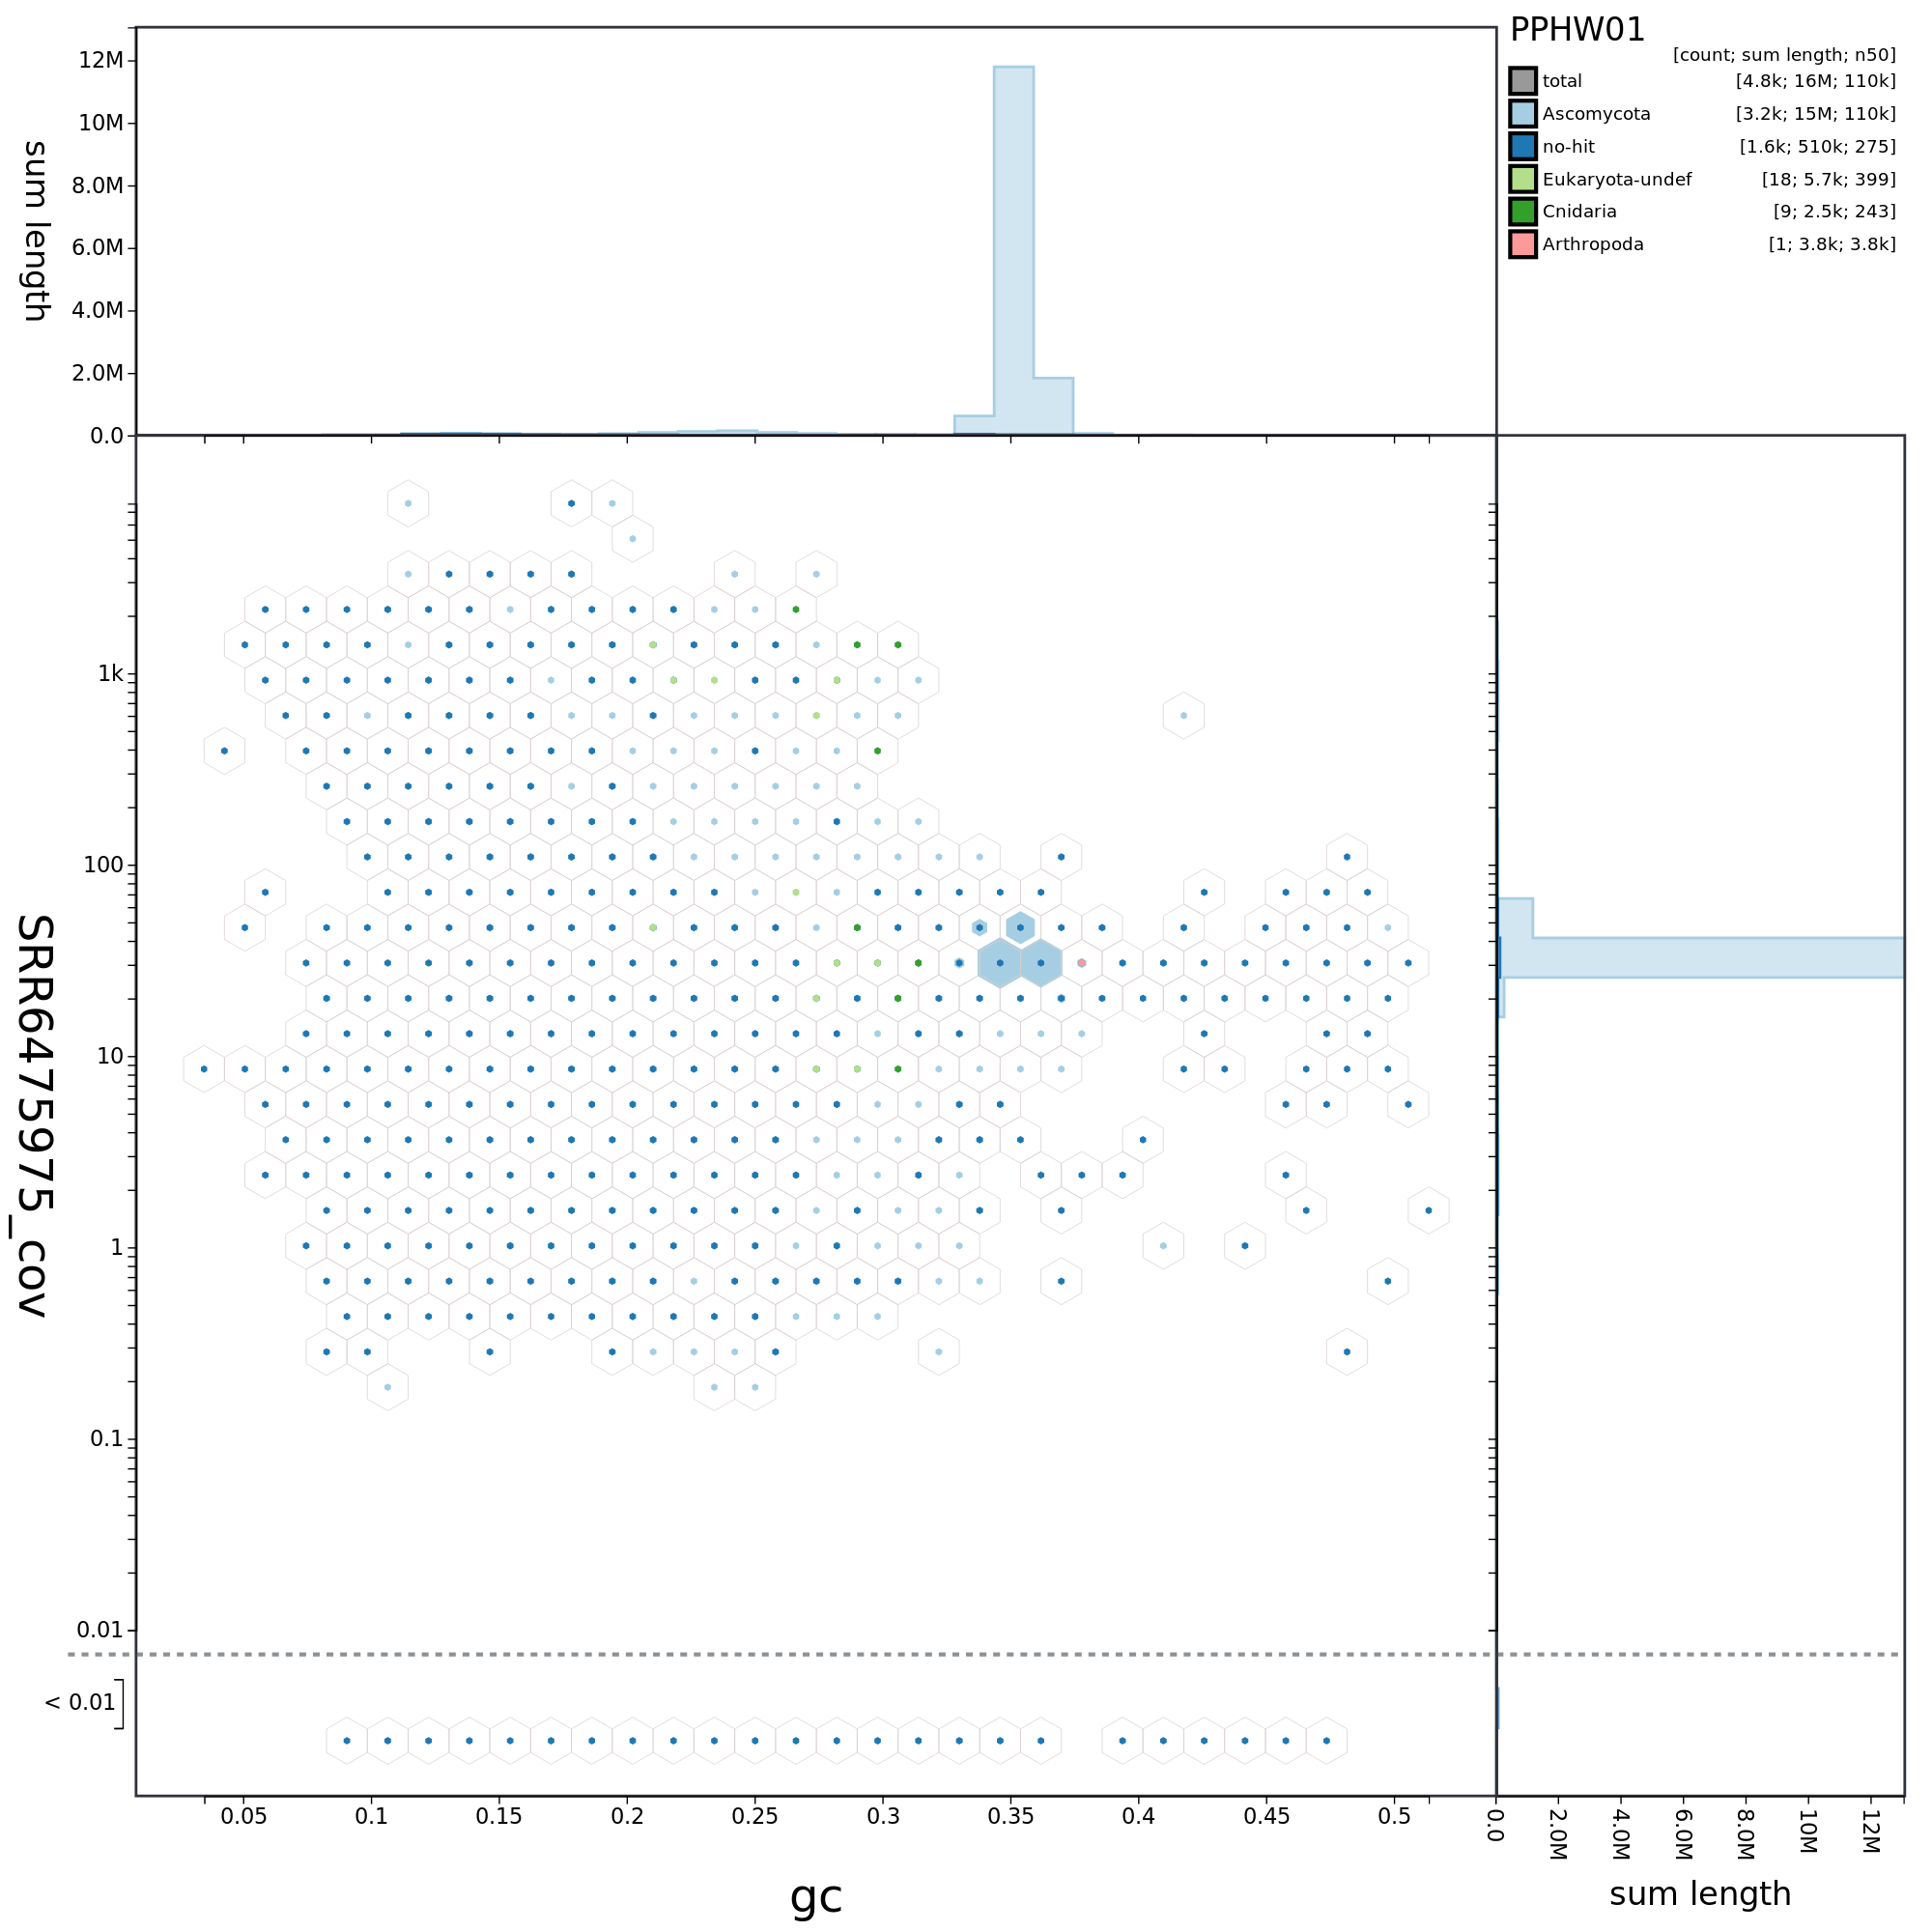 PPHW01
[count; sum length; n50]
total [4.8k; 16M; 110k]
Ascomycota [3.2k; 15M; 110k]
no-hit [1.6k; 510k; 275]
Eukaryota-undef [18; 5.7k; 399]
Cnidaria [9; 2.5k; 243]
Arthropoda [1; 3.8k; 3.8k]
sum length
12M
10M
8.0M
6.0M
4.0M
2.0M
0.0
SRR6475975_cov
1k
100
10
1
0.1
0.01
< 0.01
0.05 0.1 0.15 0.2 0.25 0.3 0.35 0.4 0.45 0.5
gc
0.0 2.0M 4.0M 6.0M 8.0M 10M 12M
sum length